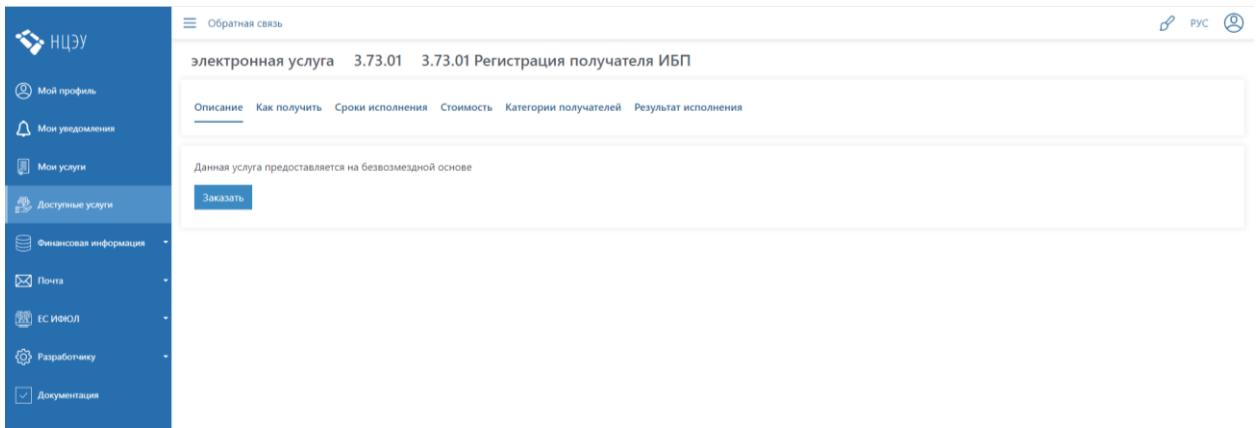 НЦЭУ
Обратная связь
РУС
электронная услуга 3.73.01 3.73.01 Регистрация получателя ИБП
Мой профиль
Мои уведомления
Мои услуги
Доступные услуги
Финансовая информация
Почта
ЕС ИФЮЛ
Разработчику
Документация
Описание Как получить Сроки исполнения Стоимость Категории получателей Результат исполнения
Данная услуга предоставляется на безвозмездной основе
Заказать